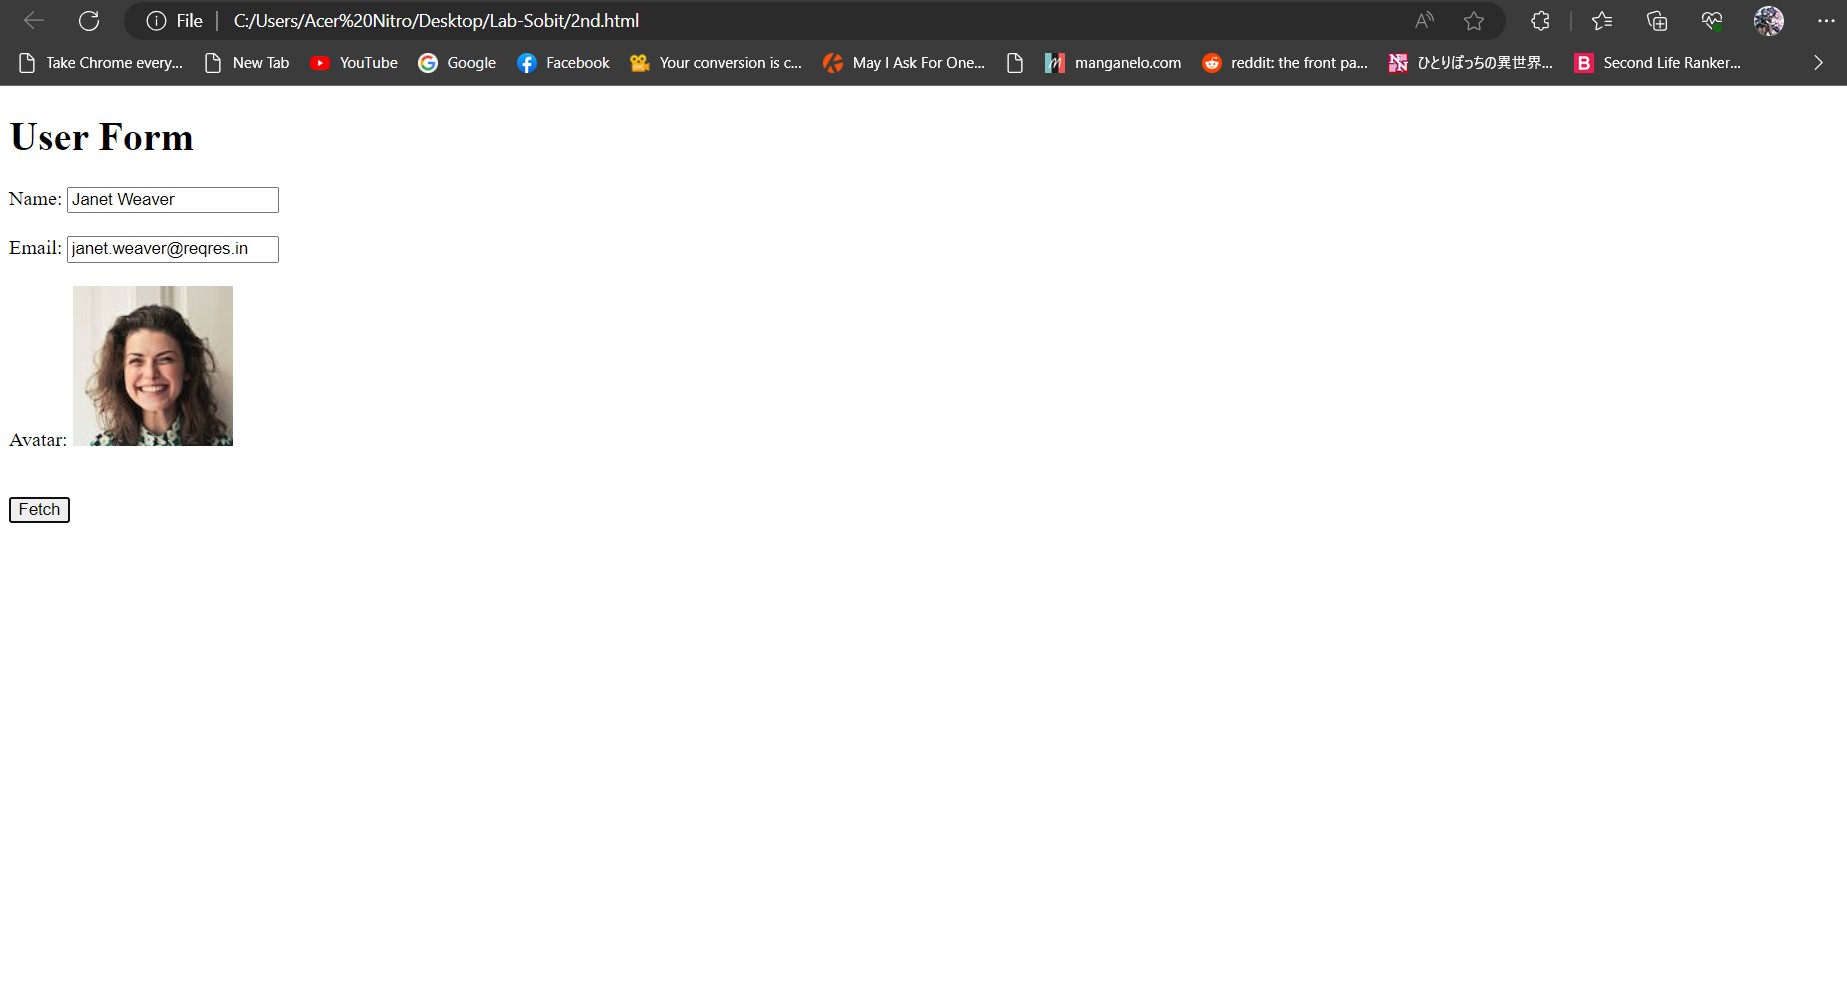 File | C:/Users/Acer%20Nitro/Desktop/Lab-Sobit/2nd.html
Take Chrome every... New Tab YouTube Google Facebook Your conversion is c... May I Ask For One... manganelo.com reddit: the front pa... ひとりぼっちの異世界... Second Life Ranker...
User Form
Name: Janet Weaver
Email: janet.weaver@reqres.in
Avatar:
Fetch